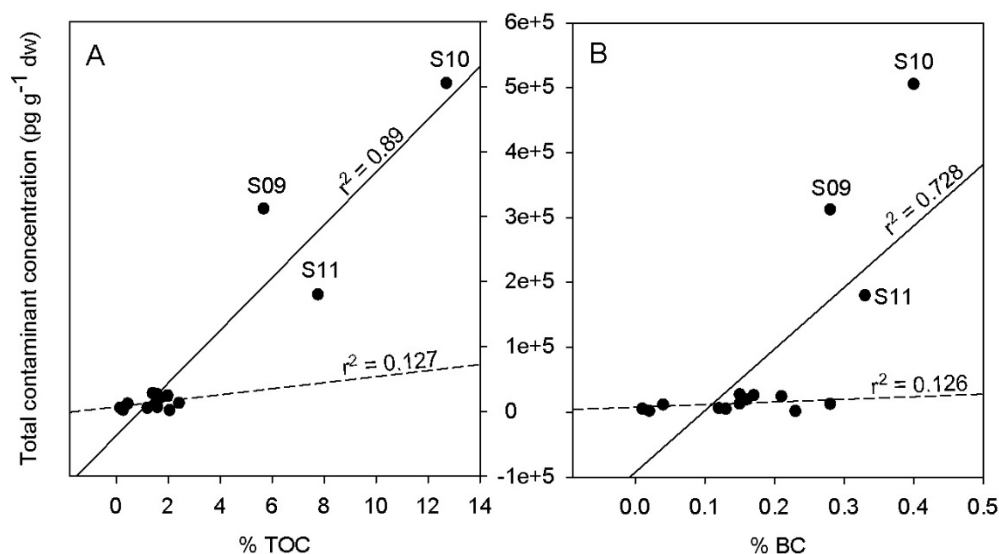 Total contaminant concentration (pg g⁻¹ dw)
A
S10
S09
S11
r² = 0.89
r² = 0.127
0 2 4 6 8 10 12 14
% TOC
6e+5
5e+5
4e+5
3e+5
2e+5
1e+5
0
-1e+5
B
S10
S09
S11
r² = 0.728
r² = 0.126
0.0 0.1 0.2 0.3 0.4 0.5
% BC